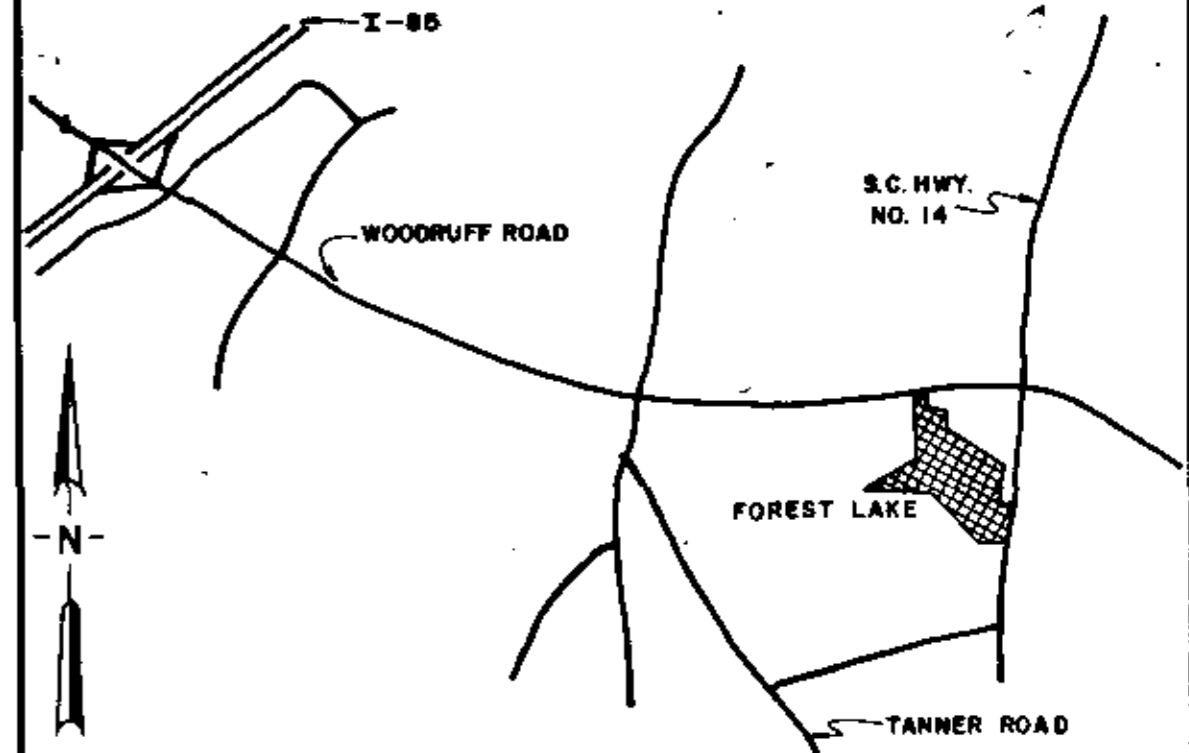 I-85
S.C. HWY.
NO. 14
WOODRUFF ROAD
FOREST LAKE
-N-
TANNER ROAD